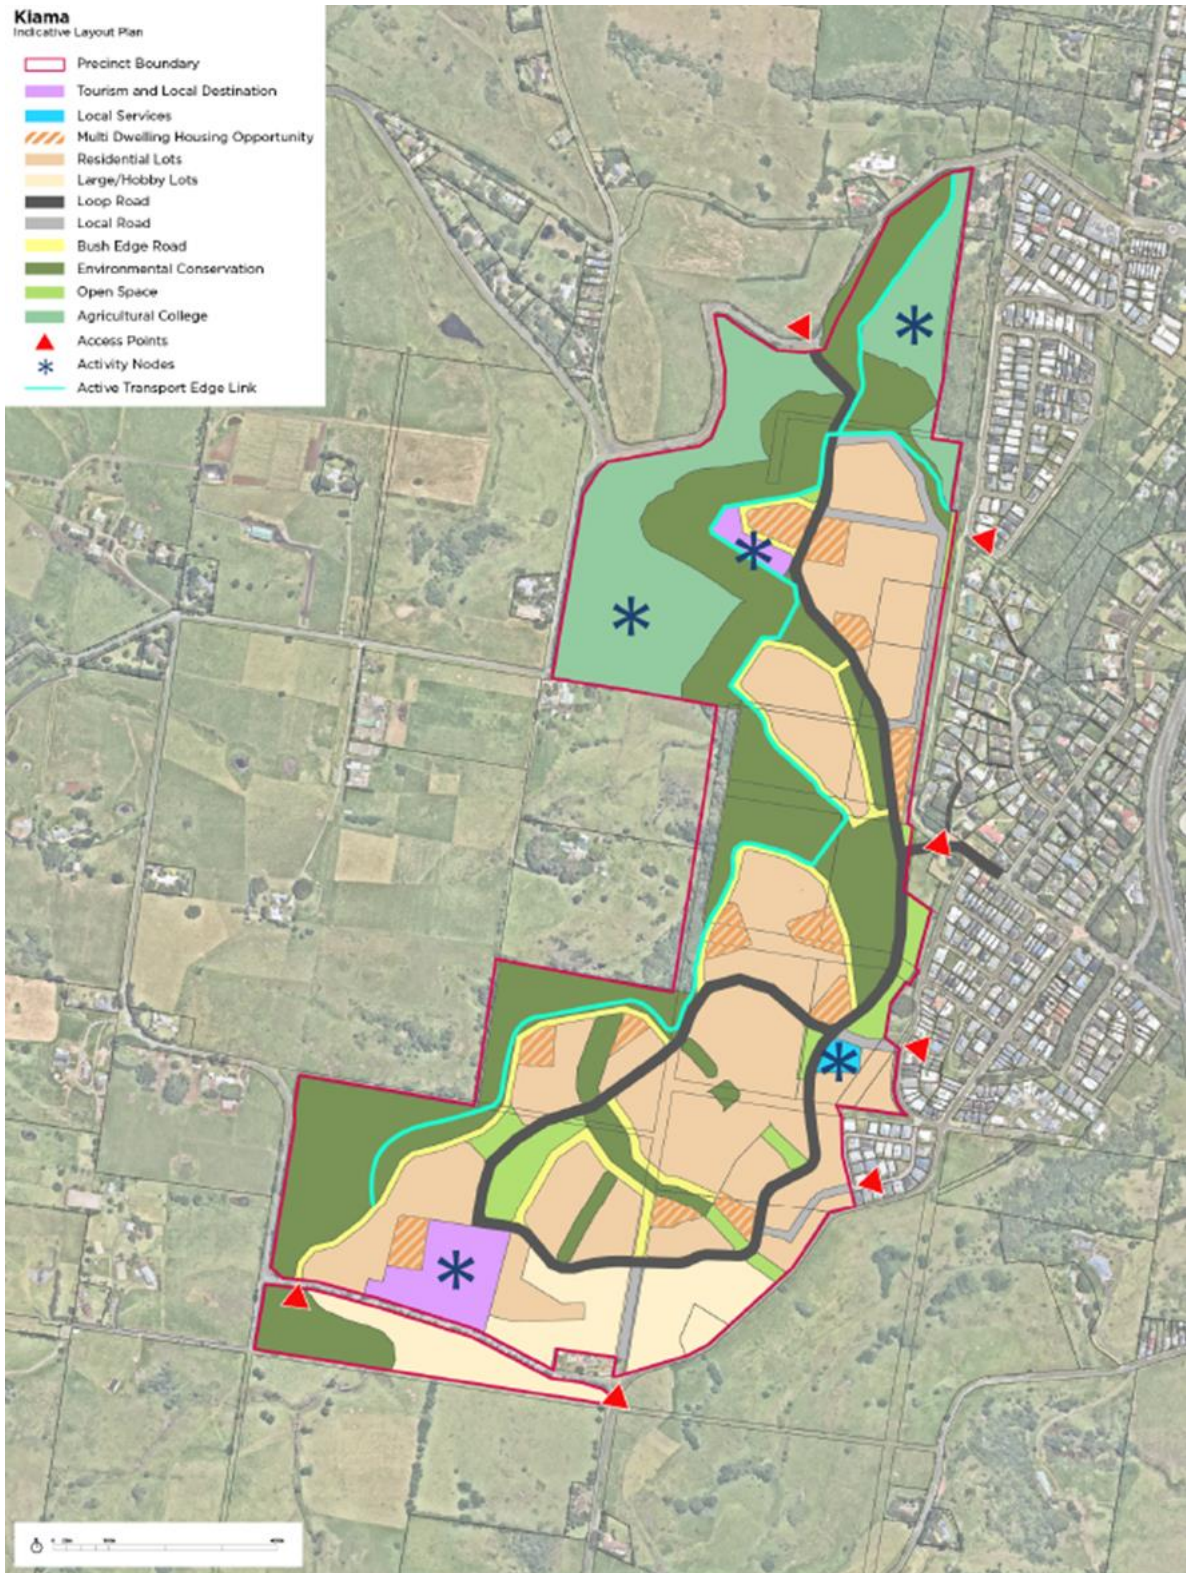 Kiama
Indicative Layout Plan
Precinct Boundary
Tourism and Local Destination
Local Services
Multi Dwelling Housing Opportunity
Residential Lots
Large/Hobby Lots
Loop Road
Local Road
Bush Edge Road
Environmental Conservation
Open Space
Agricultural College
Access Points
Activity Nodes
Active Transport Edge Link